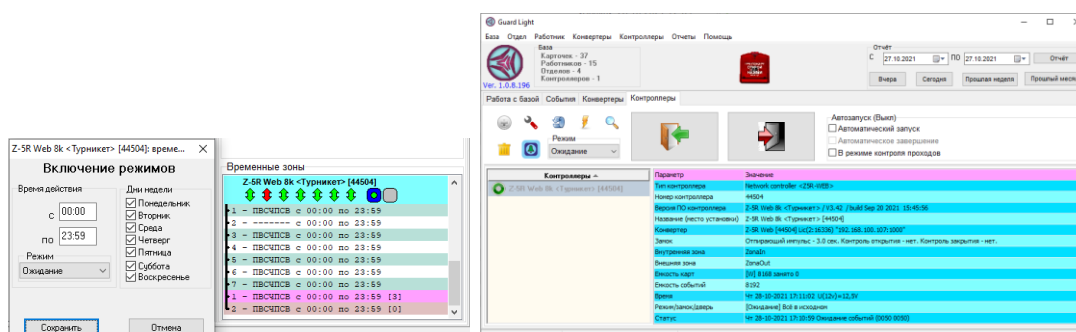 Z-5R Web 8k <Турникет> [44504]: време...
Включение режимов
Время действия
Дни недели
с 00:00
по 23:59
Понедельник
Вторник
Среда
Четверг
Пятница
Суббота
Воскресенье
Режим
Ожидание
Сохранить
Отмена
Временные зоны
Z-5R Web 8k <Турникет> [44504]
1 - ПВСЧПСВ с 00:00 по 23:59
2 - ------- с 00:00 по 23:59
3 - ПВСЧПСВ с 00:00 по 23:59
4 - ПВСЧПСВ с 00:00 по 23:59
5 - ПВСЧПСВ с 00:00 по 23:59
6 - ПВСЧПСВ с 00:00 по 23:59
7 - ПВСЧПСВ с 00:00 по 23:59
1 - ПВСЧПСВ с 00:00 по 23:59 [3]
2 - ПВСЧПСВ с 00:00 по 23:59 [0]
Guard Light
База Отдел Работник Конвертеры Контроллеры Отчеты Помощь
База
Карточек - 37
Работников - 15
Отделов - 4
Контроллеров - 1
Ver. 1.0.8.196
Отчёт
С 27.10.2021 ПО 27.10.2021 Отчёт
Вчера Сегодня Прошлая неделя Прошлый меся
Работа с базой События Конвертеры Контроллеры
Режим
Ожидание
Автозапуск (Выкл)
Автоматический запуск
Автоматическое завершение
В режиме контроля проходов
Контроллеры
Z-5R Web 8k <Турникет> [44504]
Параметр Значение
Тип контроллера Network controller <Z5R-WEB>
Номер контроллера 44504
Версия ПО контроллера Z-5R Web 8k <Турникет> / V3.42 /build Sep 20 2021 15:45:56
Название (место установки) Z-5R Web 8k <Турникет> [44504]
Конвертер Z-5R Web [44504] Lic(2:16336) "192.168.100.107:1000"
Замок Отпирающий импульс - 3.0 сек. Контроль открытия - нет. Контроль закрытия - нет.
Внутренняя зона ZonaIn
Внешняя зона ZonaOut
Емкость карт [W] 8168 занято 0
Емкость событий 8192
Время Чт 28-10-2021 17:11:02 U(12v)=12,5V
Режим/замок/дверь [Ожидание] Всё в исходном
Статус Чт 28-10-2021 17:10:59 Ожидание событий (0050 0050)